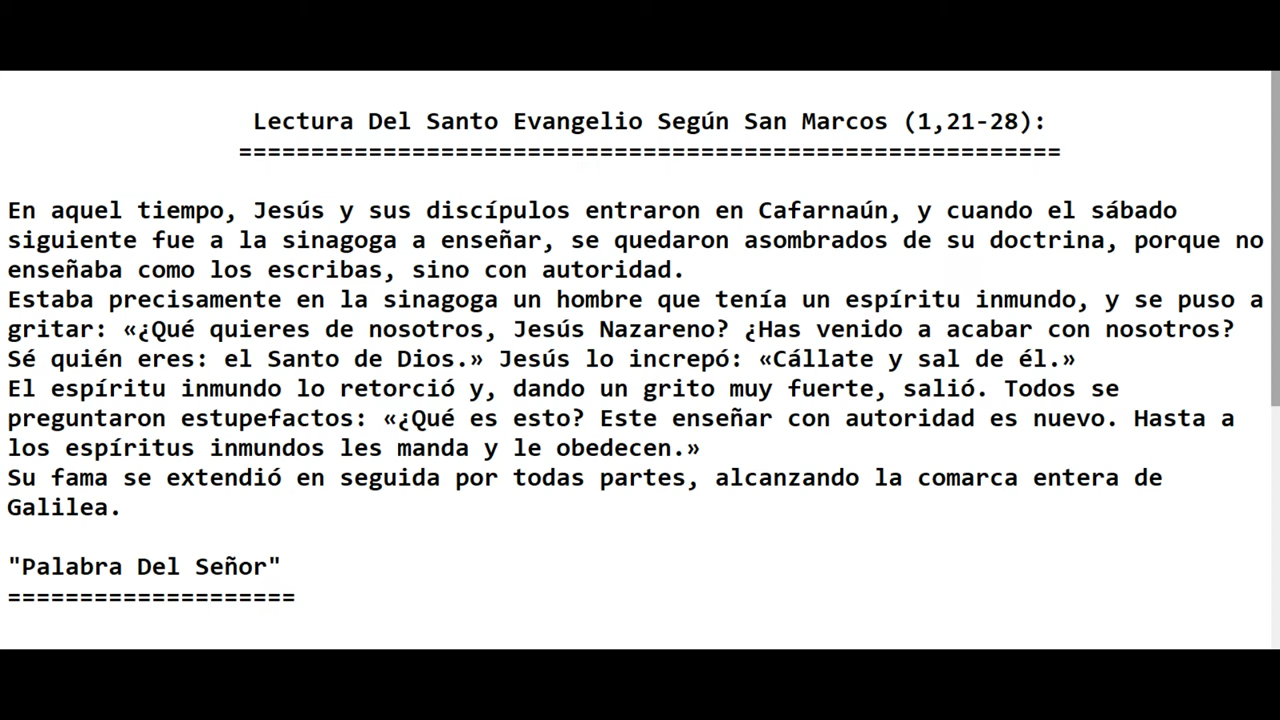 Lectura Del Santo Evangelio Según San Marcos (1,21-28):
=========================================================
En aquel tiempo, Jesús y sus discípulos entraron en Cafarnaún, y cuando el sábado
siguiente fue a la sinagoga a enseñar, se quedaron asombrados de su doctrina, porque no
enseñaba como los escribas, sino con autoridad.
Estaba precisamente en la sinagoga un hombre que tenía un espíritu inmundo, y se puso a
gritar: «¿Qué quieres de nosotros, Jesús Nazareno? ¿Has venido a acabar con nosotros?
Sé quién eres: el Santo de Dios.» Jesús lo increpó: «Cállate y sal de él.»
El espíritu inmundo lo retorció y, dando un grito muy fuerte, salió. Todos se
preguntaron estupefactos: «¿Qué es esto? Este enseñar con autoridad es nuevo. Hasta a
los espíritus inmundos les manda y le obedecen.»
Su fama se extendió en seguida por todas partes, alcanzando la comarca entera de
Galilea.
"Palabra Del Señor"
====================